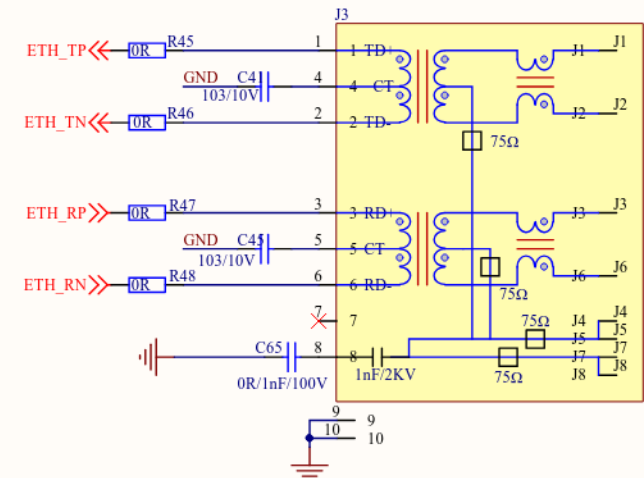 J3
ETH_TP 0R R45 1 1 TD+ J1 J1
GND C41 4 4 CT
103/10V
ETH_TN 0R R46 2 2 TD- J2 J2
75Ω
ETH_RP 0R R47 3 3 RD+ J3 J3
GND C45 5 5 CT
103/10V
ETH_RN 0R R48 6 6 RD- J6 J6
75Ω
7 7 75Ω J4 J4
J5 J5
C65 8 8 J7 J7
0R/1nF/100V 1nF/2KV 75Ω J8 J8
9 9
10 10